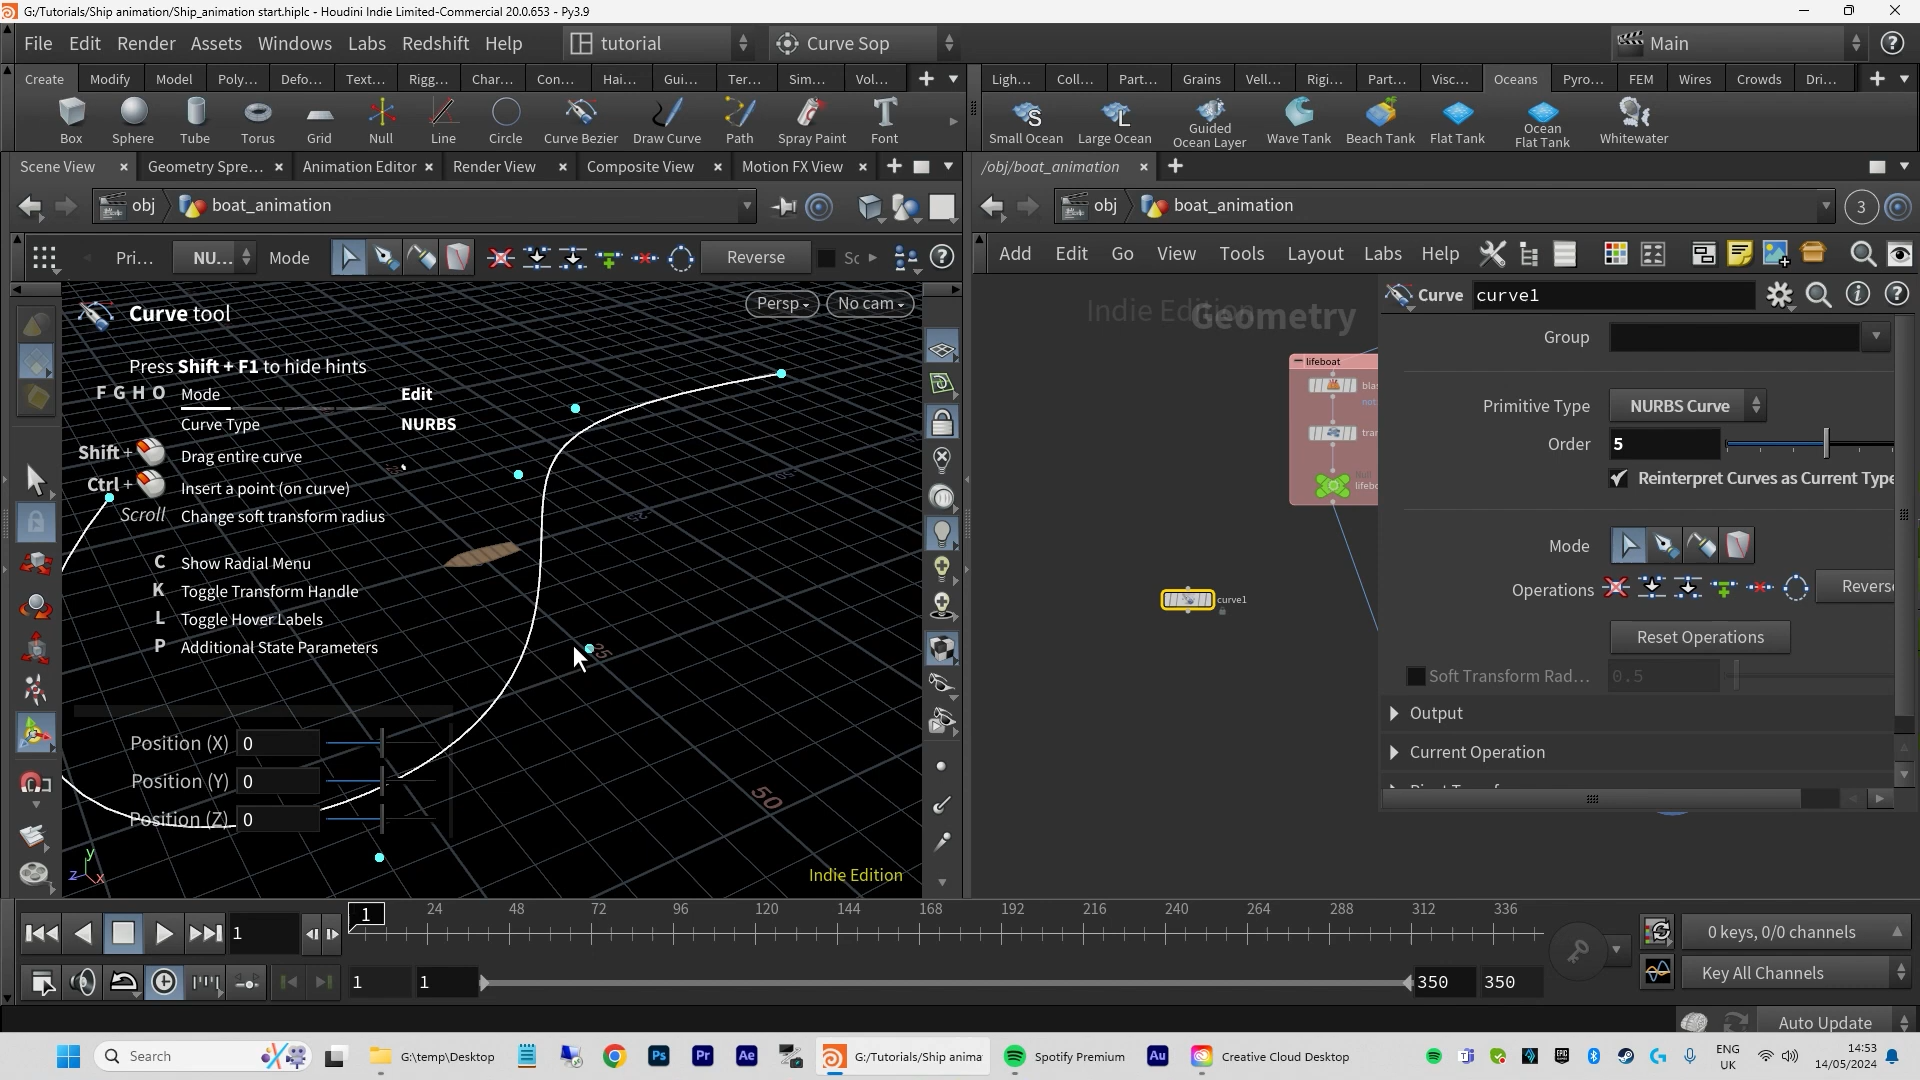 G:/Tutorials/Ship animation/Ship_animation start.hiplc - Houdini Indie Limited-Commercial 20.0.653 - Py3.9
File Edit Render Assets Windows Labs Redshift Help tutorial Curve Sop Main
Create Modify Model Poly... Defo... Text... Rigg... Char... Con... Hai... Gui... Ter... Sim... Vol...
Ligh... Coll... Part... Grains Vell... Rigi... Part... Visc... Oceans Pyro... FEM Wires Crowds Dri...
Box Sphere Tube Torus Grid Null Line Circle Curve Bezier Draw Curve Path Spray Paint Font
Small Ocean Large Ocean Guided Ocean Layer Wave Tank Beach Tank Flat Tank Ocean Flat Tank Whitewater
Scene View Geometry Spre... Animation Editor Render View Composite View Motion FX View
/obj/boat_animation
obj boat_animation
obj boat_animation 3
Pri... NU... Mode Reverse Sc
Add Edit Go View Tools Layout Labs Help
Curve tool
Persp No cam
Press Shift + F1 to hide hints
F G H O Mode Edit
Curve Type NURBS
Shift+ Drag entire curve
Ctrl+ Insert a point (on curve)
Scroll Change soft transform radius
C Show Radial Menu
K Toggle Transform Handle
L Toggle Hover Labels
P Additional State Parameters
Position (X) 0
Position (Y) 0
Position (Z) 0
50
y
z x
Indie Edition
Indie Edition
Geometry
lifeboat
blas
not
tran
lifebo
curve1
Curve curve1
Group
Primitive Type NURBS Curve
Order 5
Reinterpret Curves as Current Type
Mode
Operations Reverse
Reset Operations
Soft Transform Rad... 0.5
Output
Current Operation
1 1 24 48 72 96 120 144 168 192 216 240 264 288 312 336
0 keys, 0/0 channels
1 1 350 350
Key All Channels
Auto Update
Search G:\temp\Desktop G:/Tutorials/Ship anima Spotify Premium Creative Cloud Desktop
ENG
UK
14:53
14/05/2024